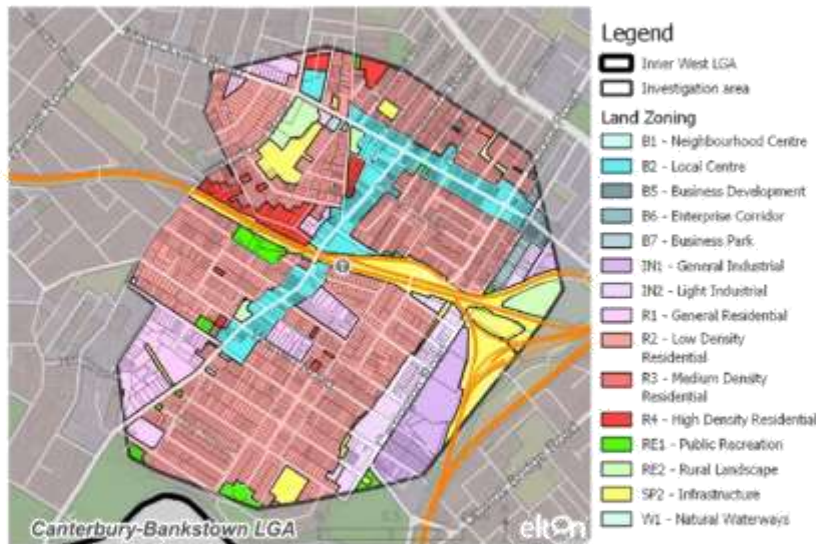 Legend
Inner West LGA
Investigation area
Land Zoning
B1 - Neighbourhood Centre
B2 - Local Centre
B5 - Business Development
B6 - Enterprise Corridor
B7 - Business Park
IN1 - General Industrial
IN2 - Light Industrial
R1 - General Residential
R2 - Low Density
Residential
R3 - Medium Density
Residential
R4 - High Density Residential
RE1 - Public Recreation
RE2 - Rural Landscape
SP2 - Infrastructure
W1 - Natural Waterways
Canterbury-Bankstown LGA
elton